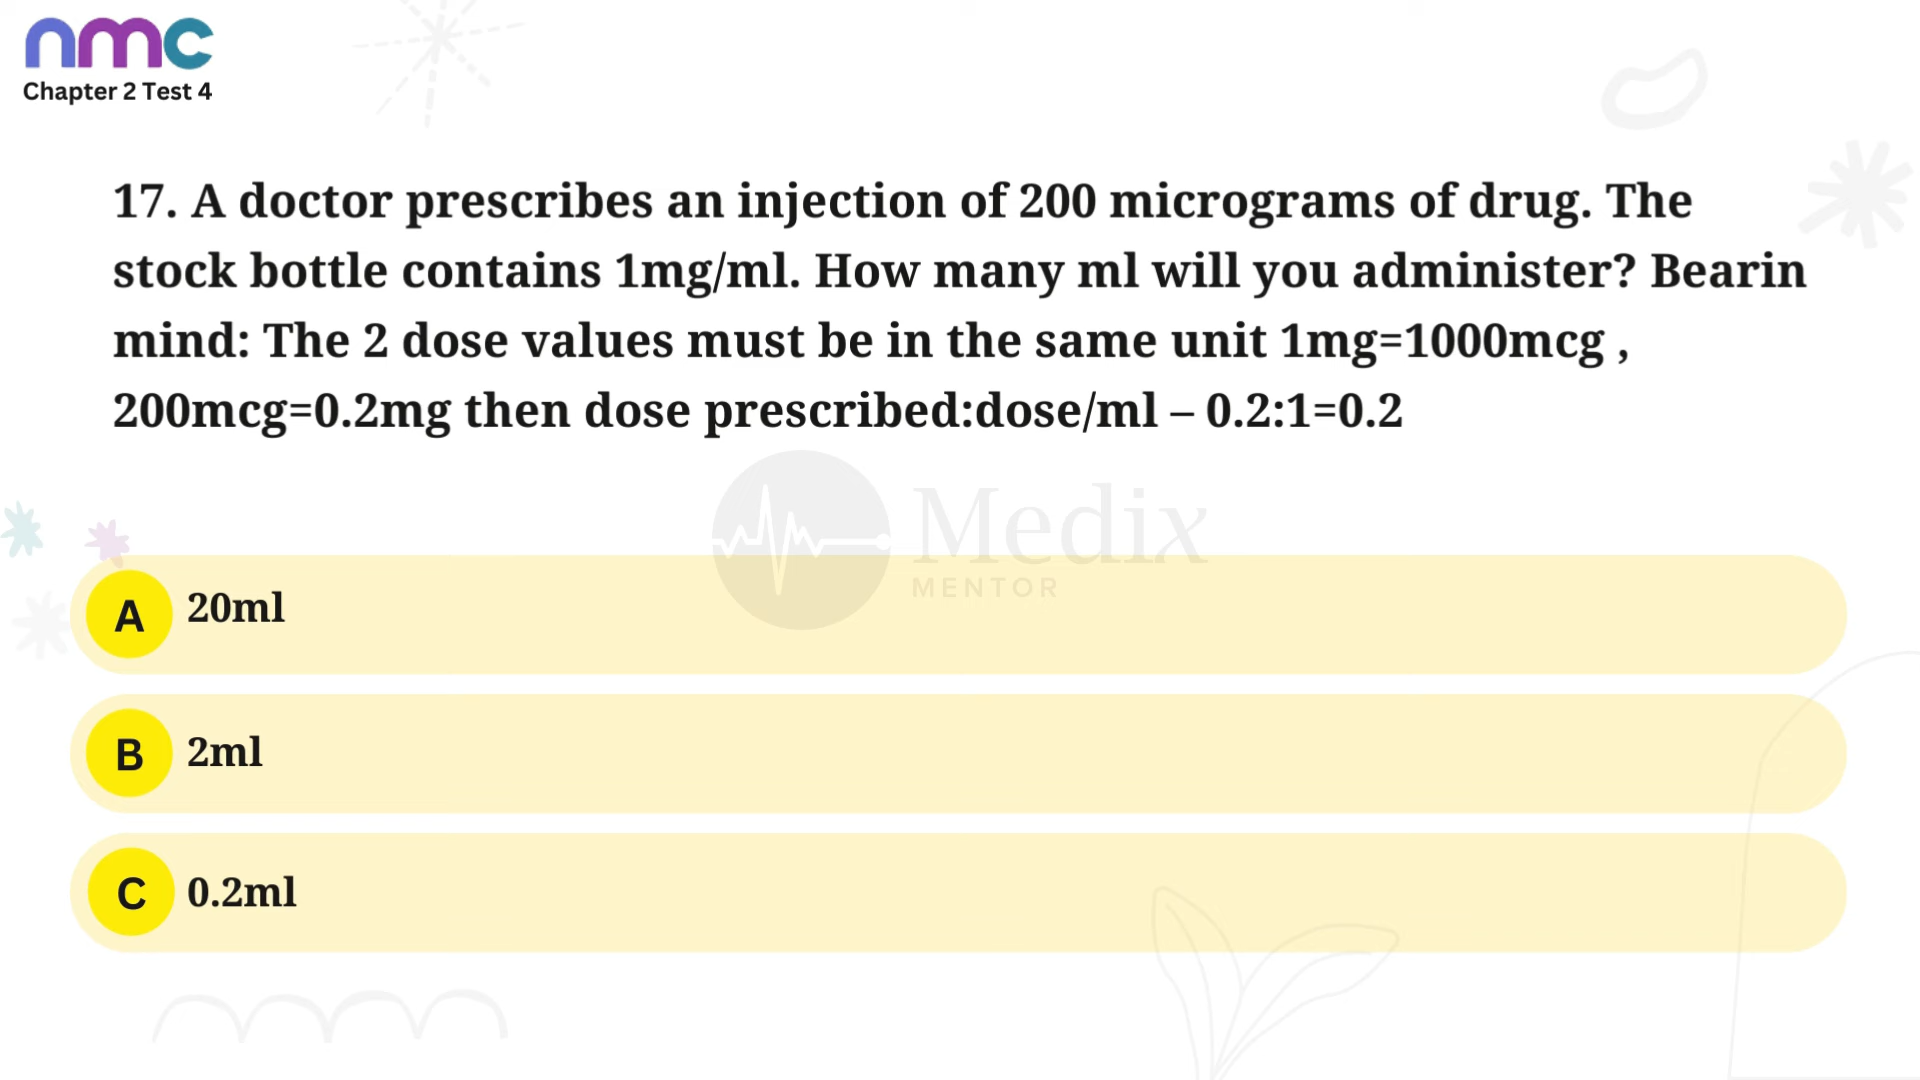 nmc
Chapter 2 Test 4
17. A doctor prescribes an injection of 200 micrograms of drug. The
stock bottle contains 1mg/ml. How many ml will you administer? Bearin
mind: The 2 dose values must be in the same unit 1mg=1000mcg ,
200mcg=0.2mg then dose prescribed:dose/ml – 0.2:1=0.2
Medix
MENTOR
A 20ml
B 2ml
C 0.2ml